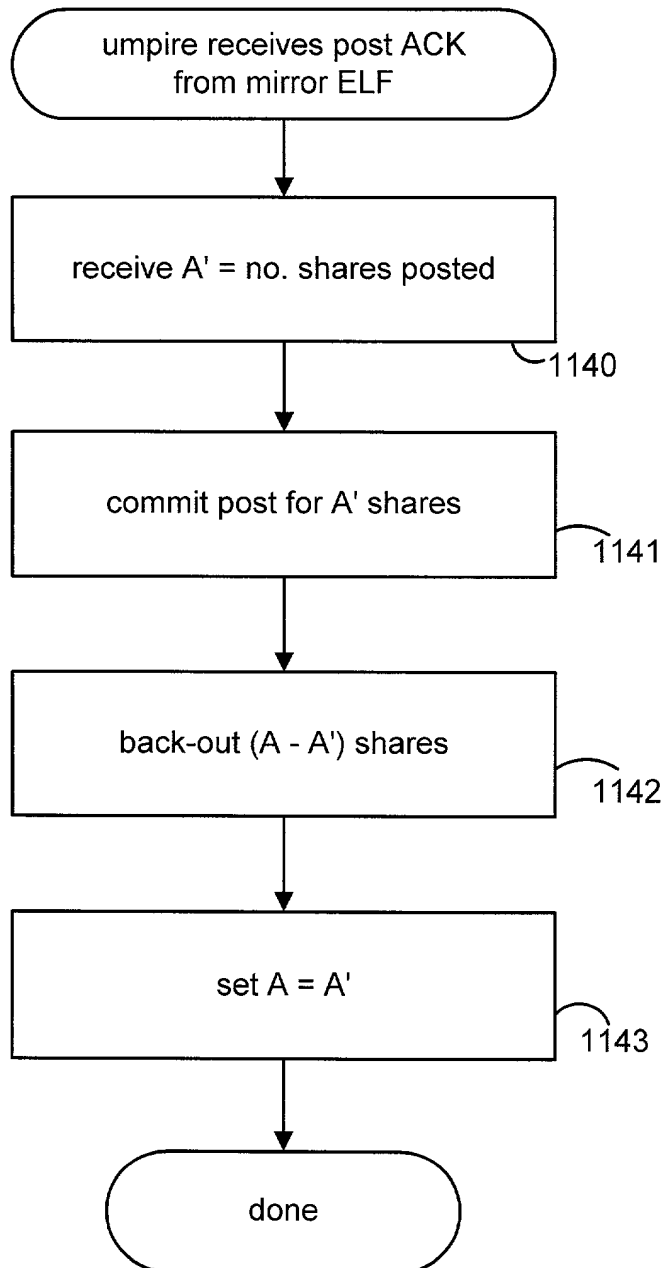 umpire receives post ACK
from mirror ELF
receive A' = no. shares posted
1140
commit post for A' shares
1141
back-out (A - A') shares
1142
set A = A'
1143
done